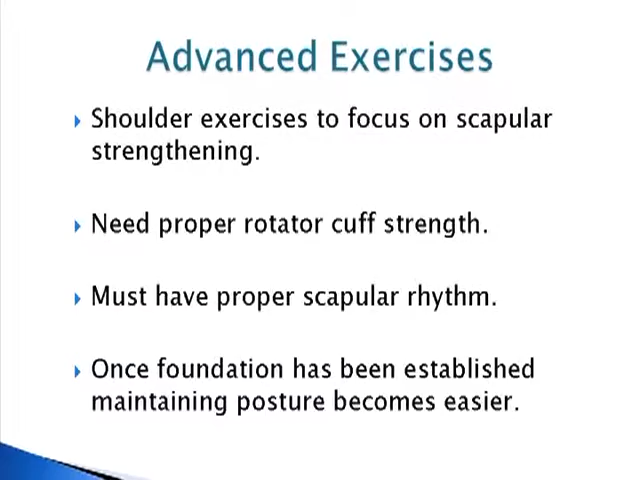 Advanced Exercises
Shoulder exercises to focus on scapular
strengthening.
Need proper rotator cuff strength.
Must have proper scapular rhythm.
Once foundation has been established
maintaining posture becomes easier.